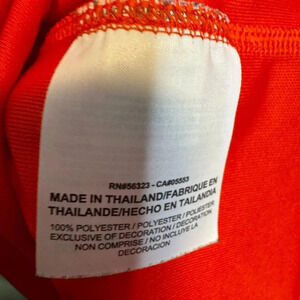 RN#56323 - CA#05553
MADE IN THAILAND/FABRIQUE EN
THAILANDE/HECHO EN TAILANDIA
100% POLYESTER / POLYESTER / POLIESTER
EXCLUSIVE OF DECORATION / DECORATION
NON COMPRISE / NO INCLUYE LA
DECORACION